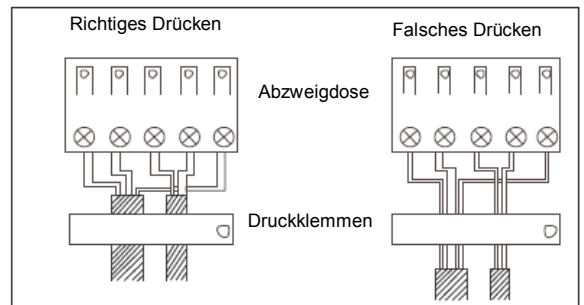 Richtiges Drücken
Falsches Drücken
Abzweigdose
Druckklemmen